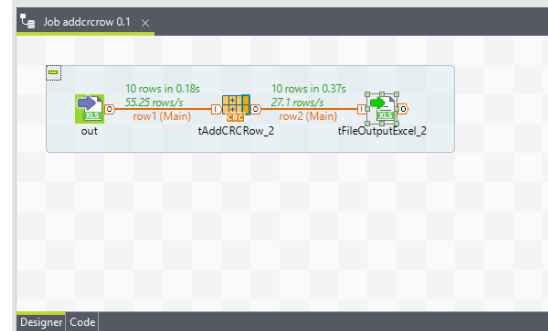 Job addcrcrow 0.1
10 rows in 0.18s
55.25 rows/s
row1 (Main)
10 rows in 0.37s
27.1 rows/s
row2 (Main)
XLS
O
I
CRC
O
I
XLS
O
out
tAddCRCRow_2
tFileOutputExcel_2
Designer
Code